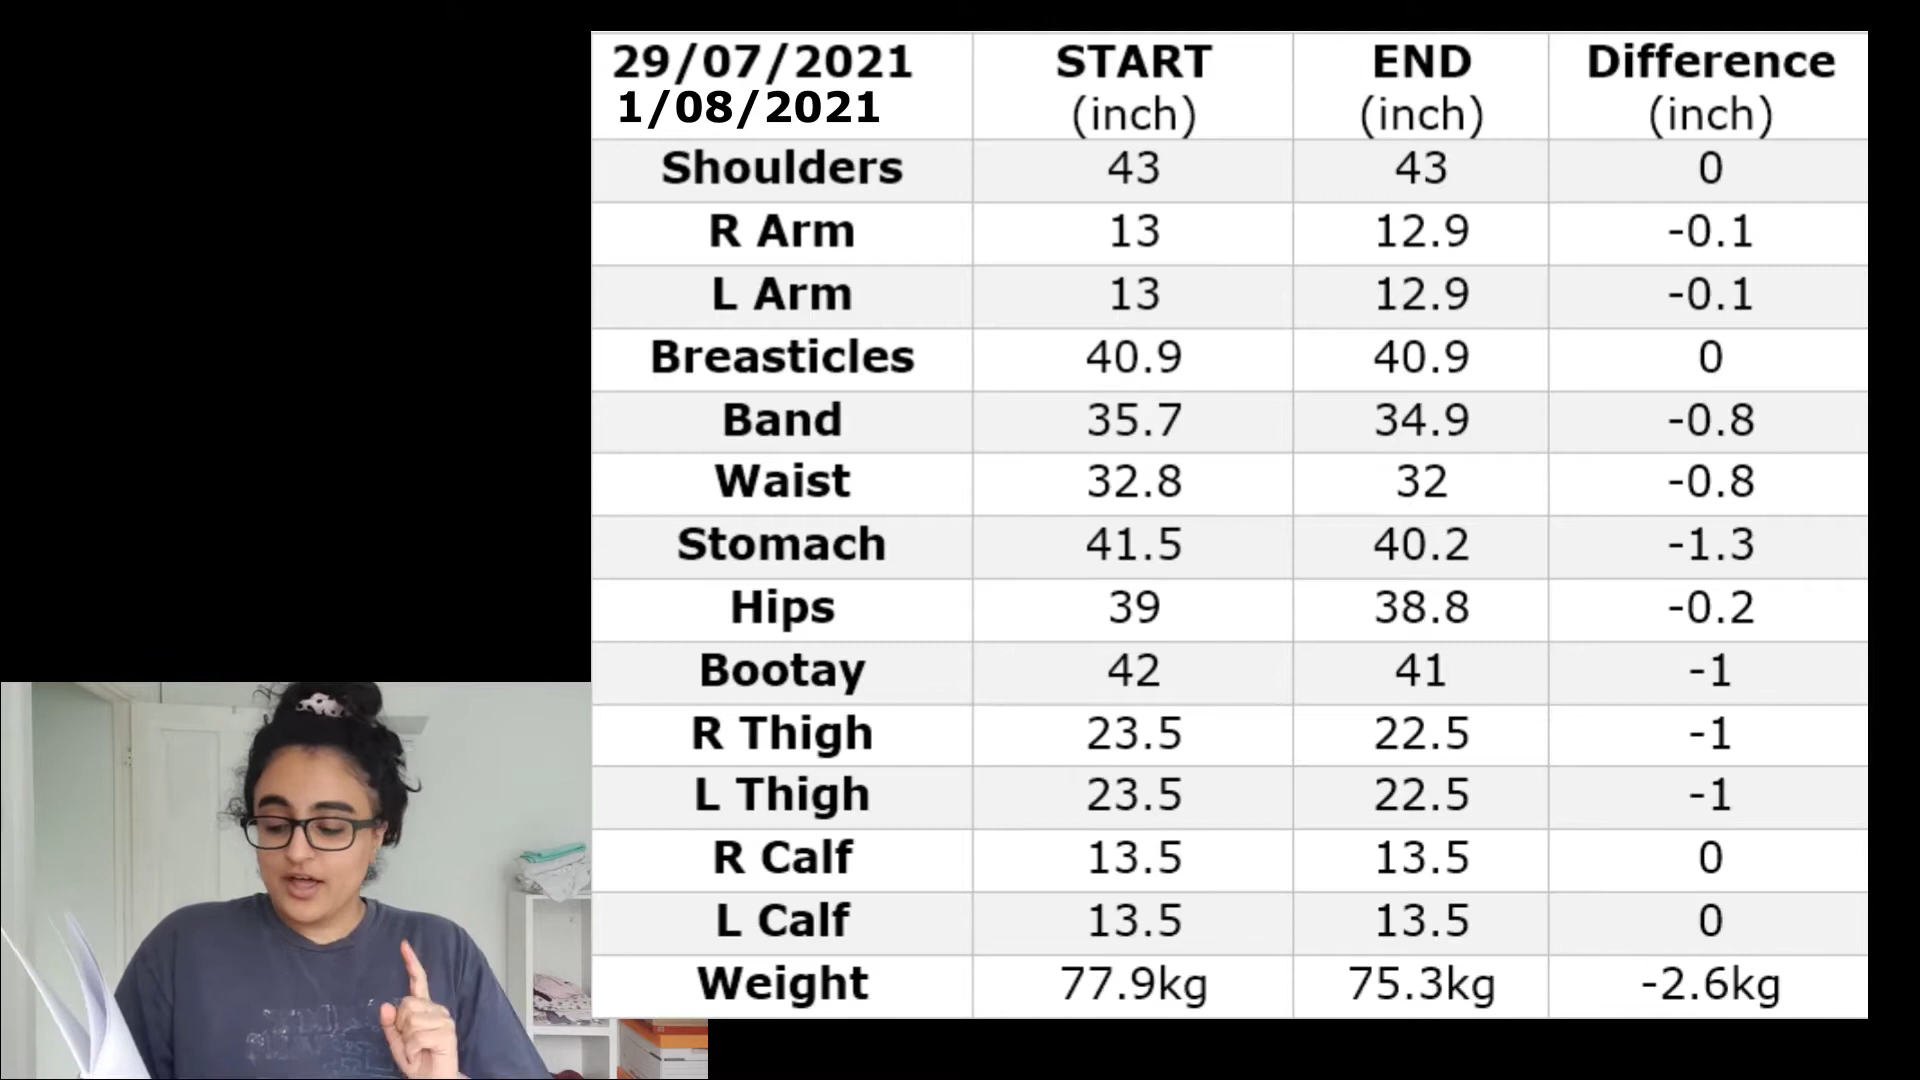 29/07/2021 START END Difference
1/08/2021 (inch) (inch) (inch)
Shoulders 43 43 0
R Arm 13 12.9 -0.1
L Arm 13 12.9 -0.1
Breasticles 40.9 40.9 0
Band 35.7 34.9 -0.8
Waist 32.8 32 -0.8
Stomach 41.5 40.2 -1.3
Hips 39 38.8 -0.2
Bootay 42 41 -1
R Thigh 23.5 22.5 -1
L Thigh 23.5 22.5 -1
R Calf 13.5 13.5 0
L Calf 13.5 13.5 0
Weight 77.9kg 75.3kg -2.6kg